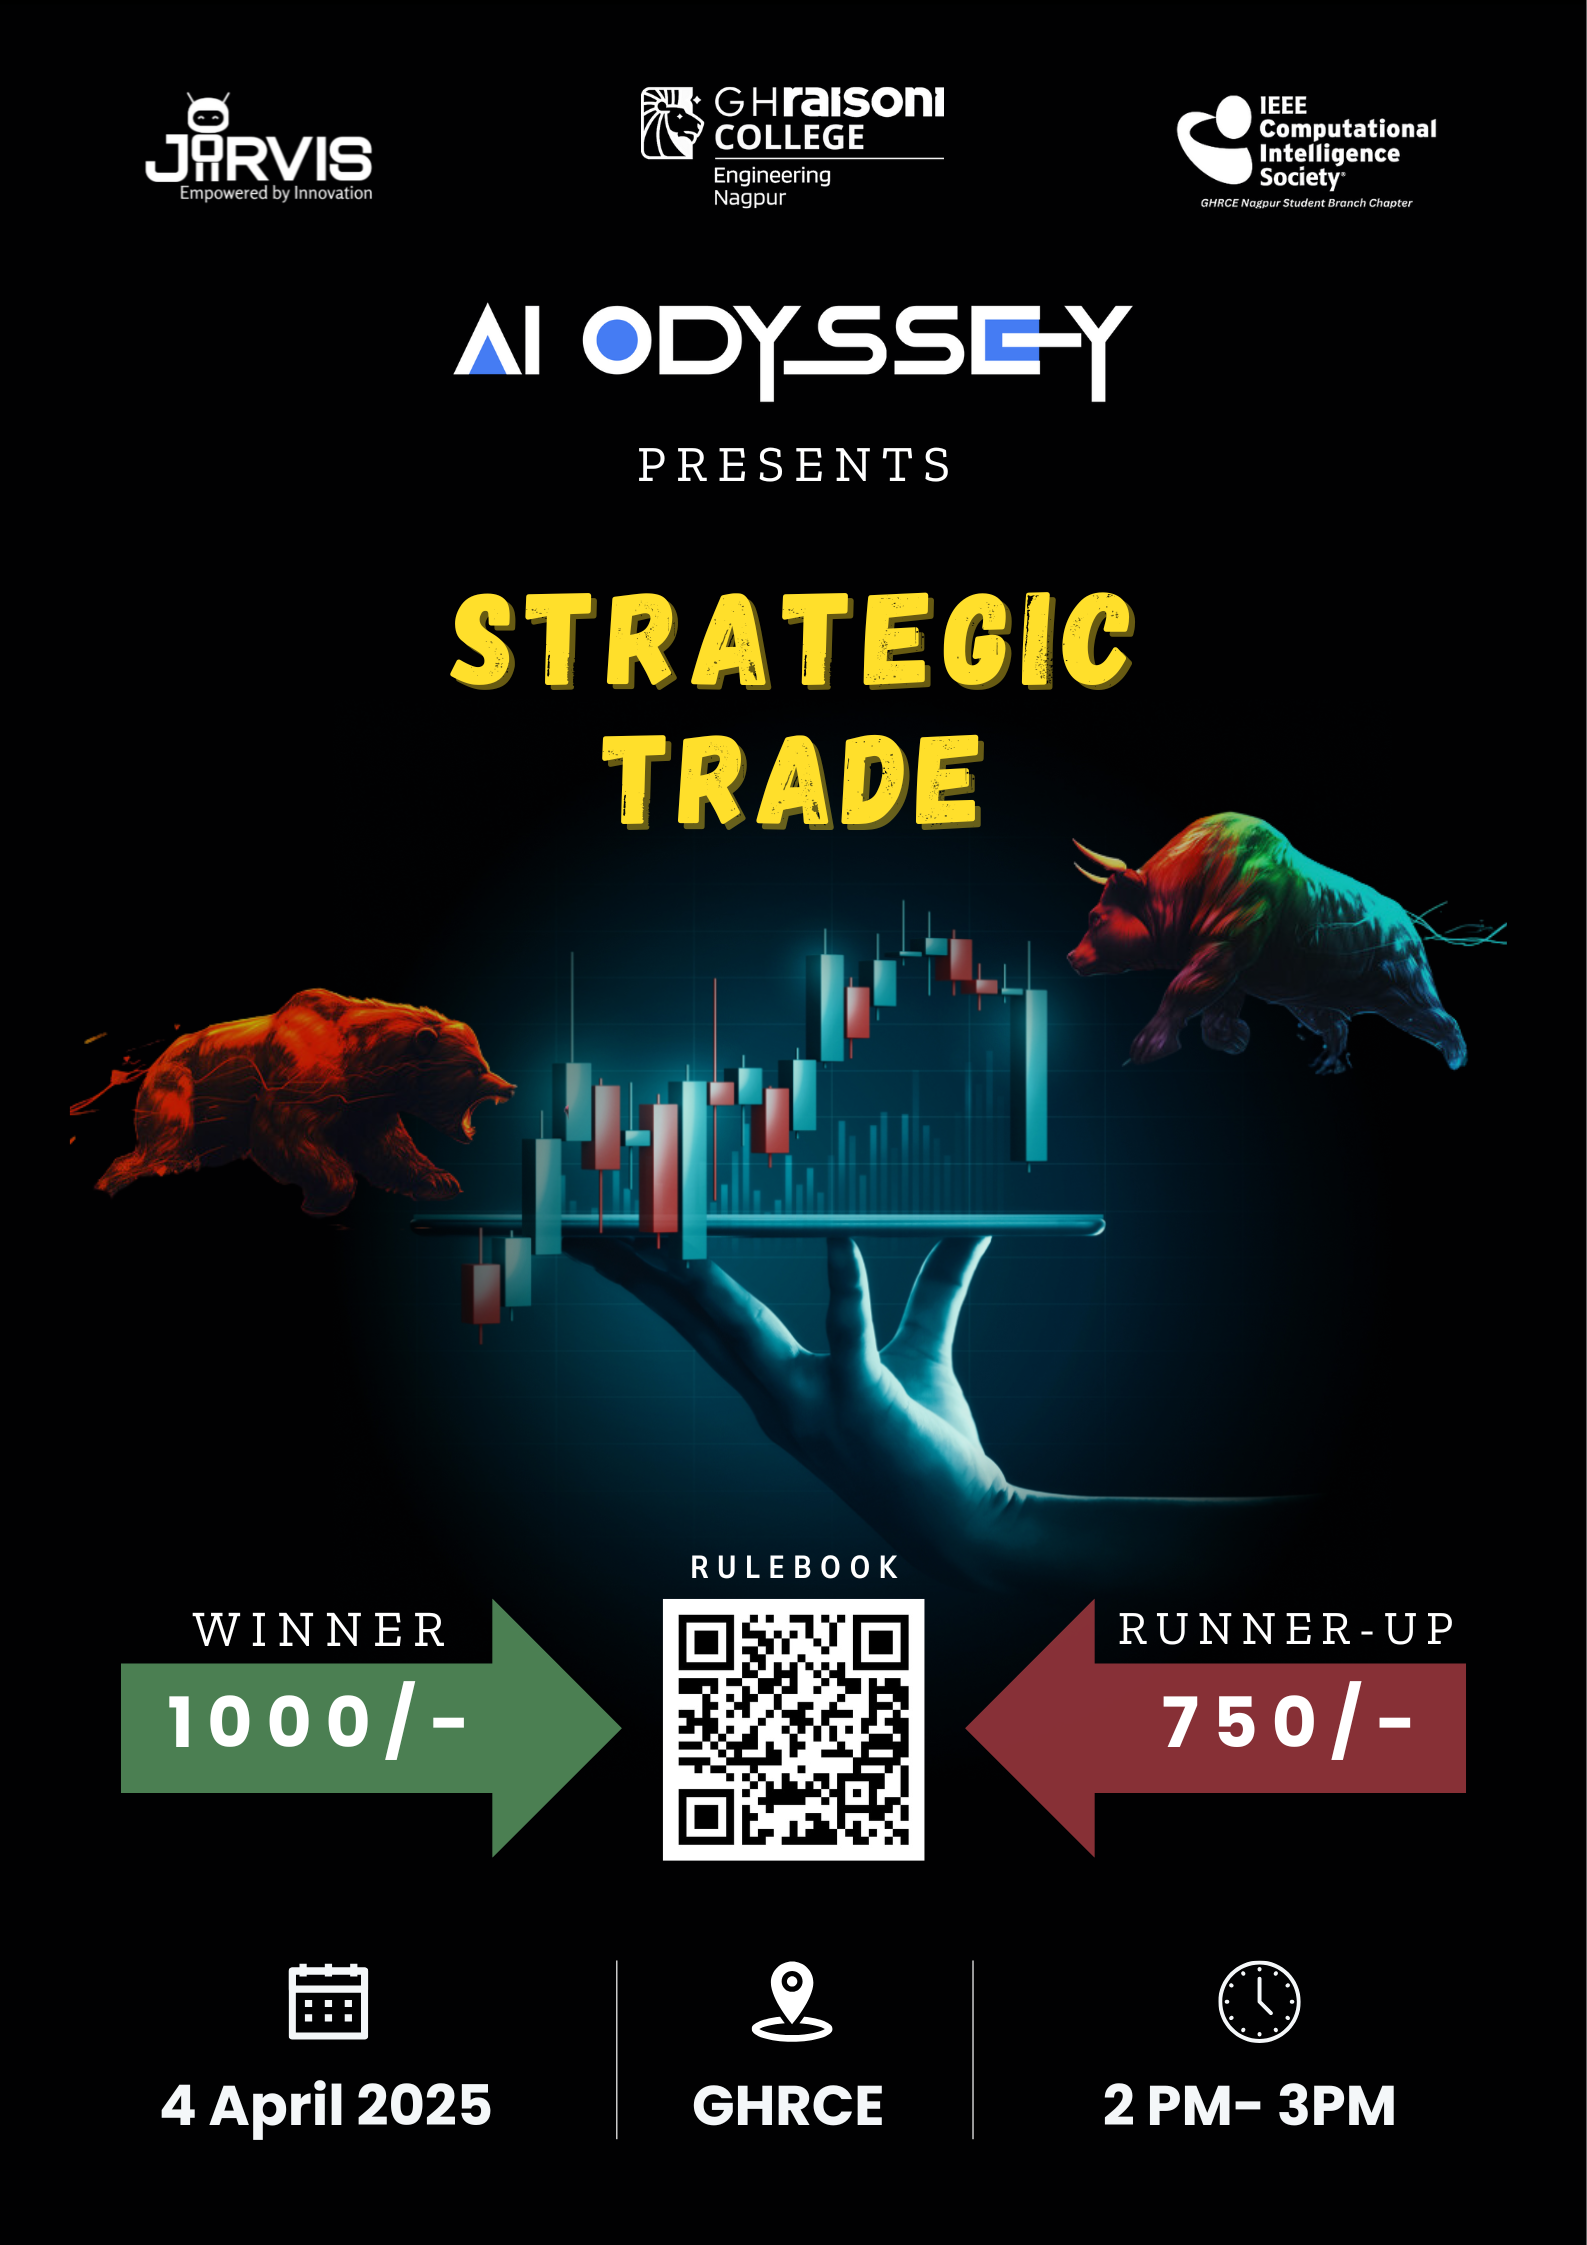 JARVIS
Empowered by Innovation
GHraisoni
COLLEGE
Engineering
Nagpur
IEEE
Computational
Intelligence
Society®
GHRCE Nagpur Student Branch Chapter
AI ODYSSEY
PRESENTS
STRATEGIC
TRADE
RULEBOOK
WINNER
1000/-
RUNNER-UP
750/-
4 April 2025
GHRCE
2 PM- 3PM